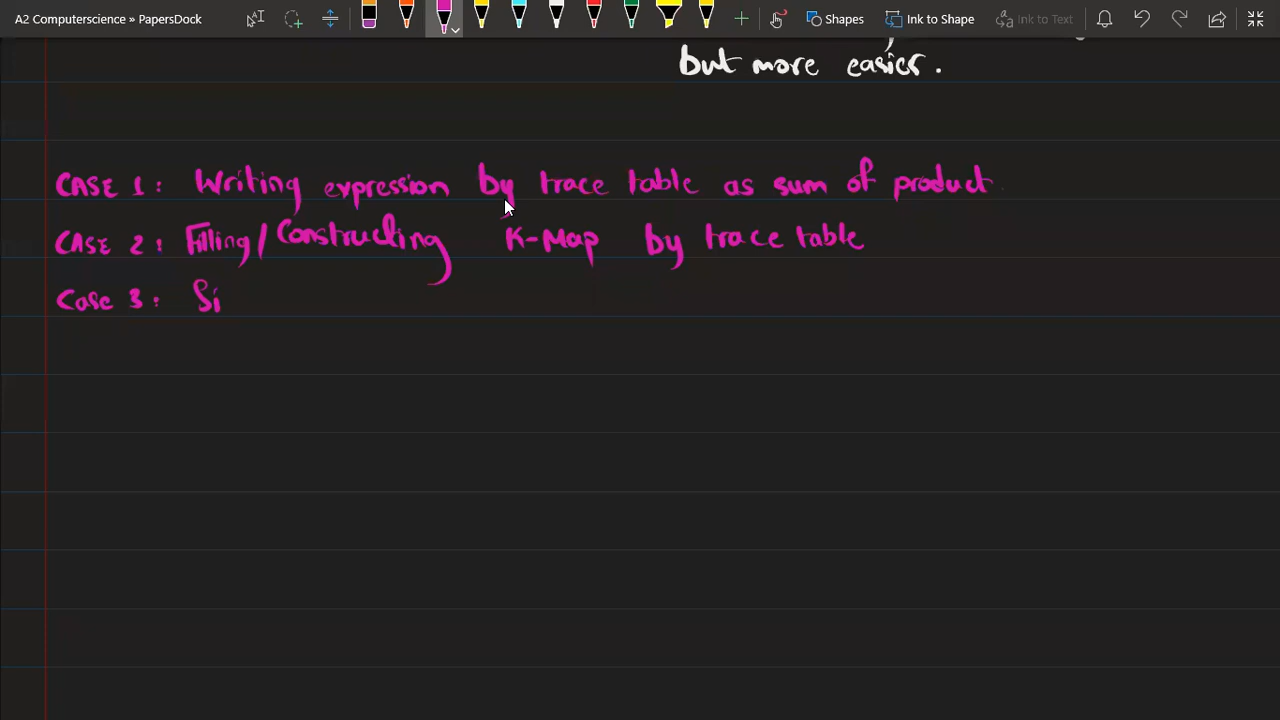 A2 Computerscience » PapersDock
Shapes
Ink to Shape
Ink to Text
but more easier.
CASE 1: Writing expression by trace table as sum of product
CASE 2: Filling/Constructing K-Map by trace table
Case 3: Si